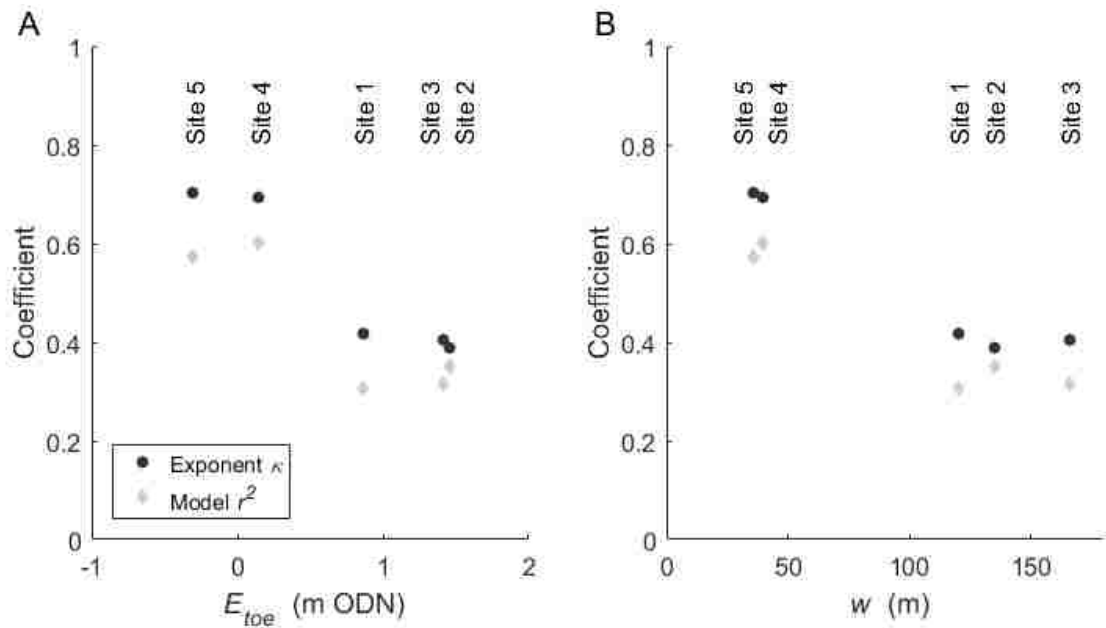 A
B
Site 5
Site 4
Site 1
Site 3
Site 2
Site 5
Site 4
Site 1
Site 2
Site 3
1
0.8
0.6
0.4
0.2
0
Coefficient
Exponent κ
Model r²
-1
0
1
2
E_toe (m ODN)
1
0.8
0.6
0.4
0.2
0
Coefficient
0
50
100
150
w (m)